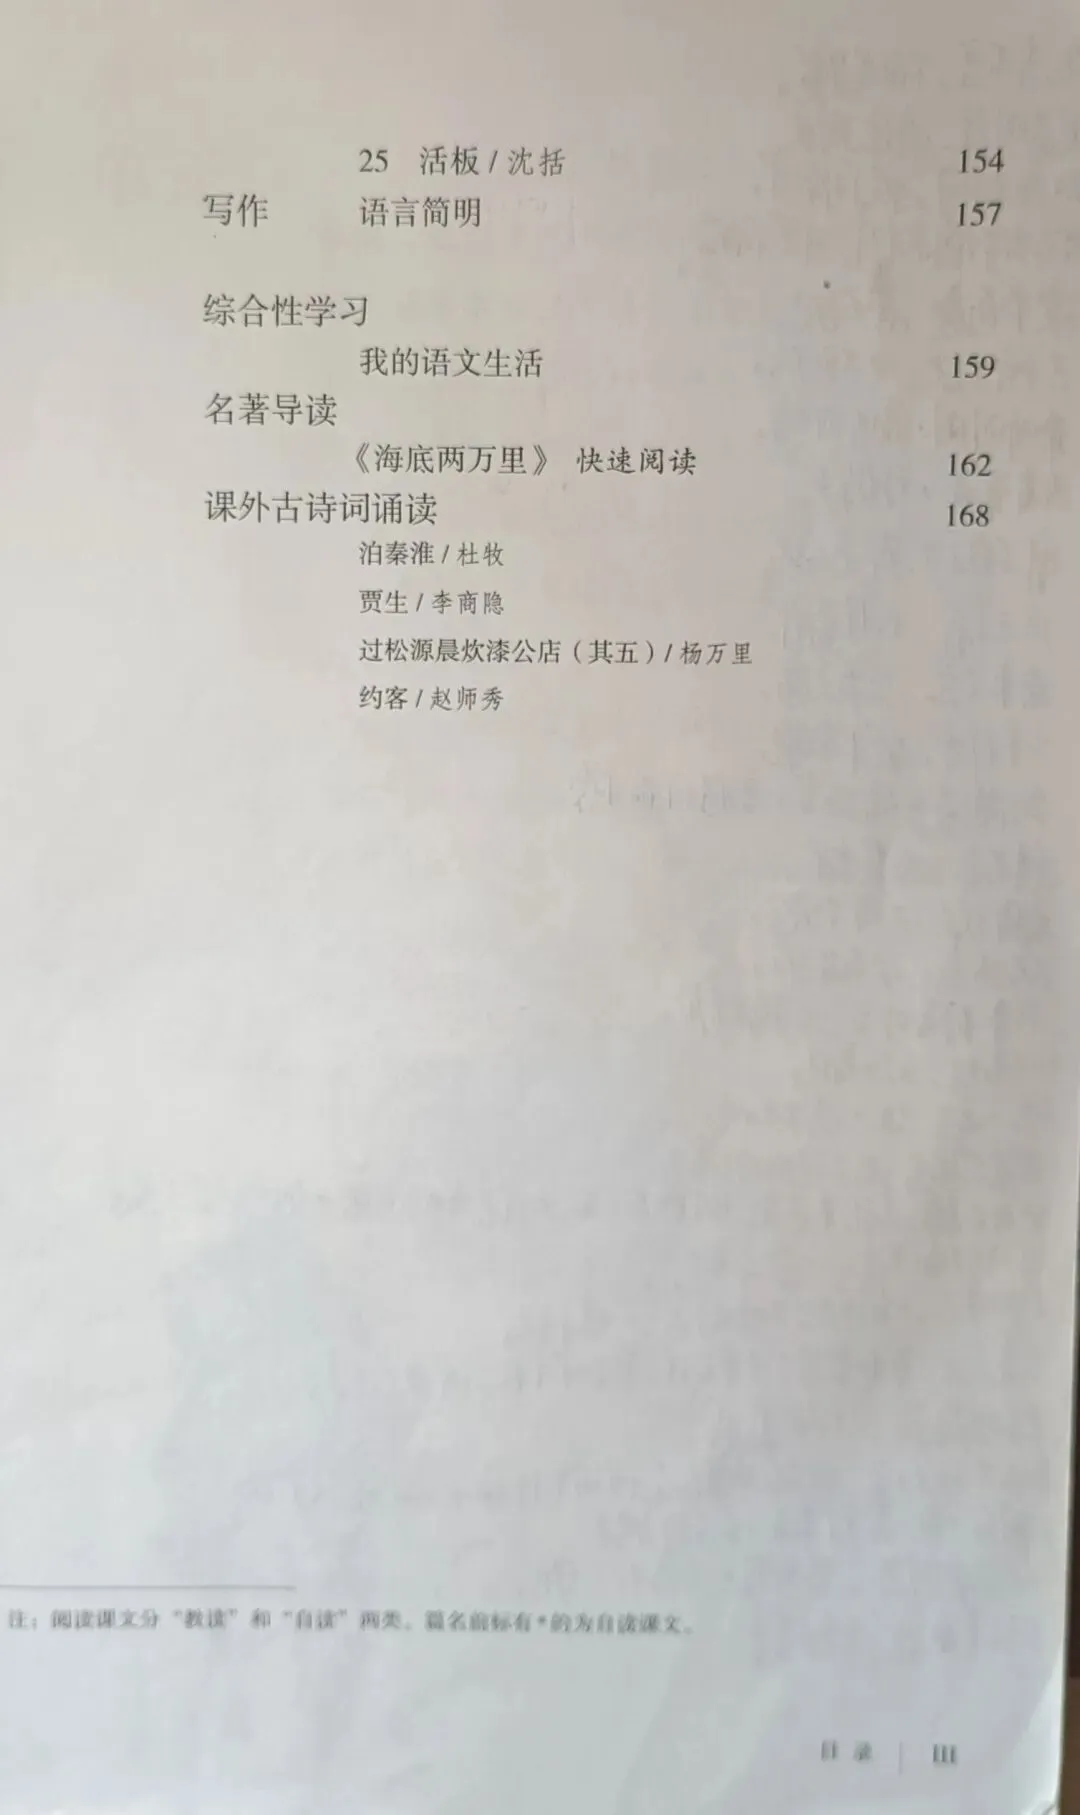 25 活板 / 沈括 154
写作 语言简明 157
综合性学习
我的语文生活 159
名著导读
《海底两万里》 快速阅读 162
课外古诗词诵读 168
泊秦淮 / 杜牧
贾生 / 李商隐
过松源晨炊漆公店（其五）/ 杨万里
约客 / 赵师秀
注：阅读课文分“教读”和“自读”两类。篇名前标有*的为自读课文。
目录 | III